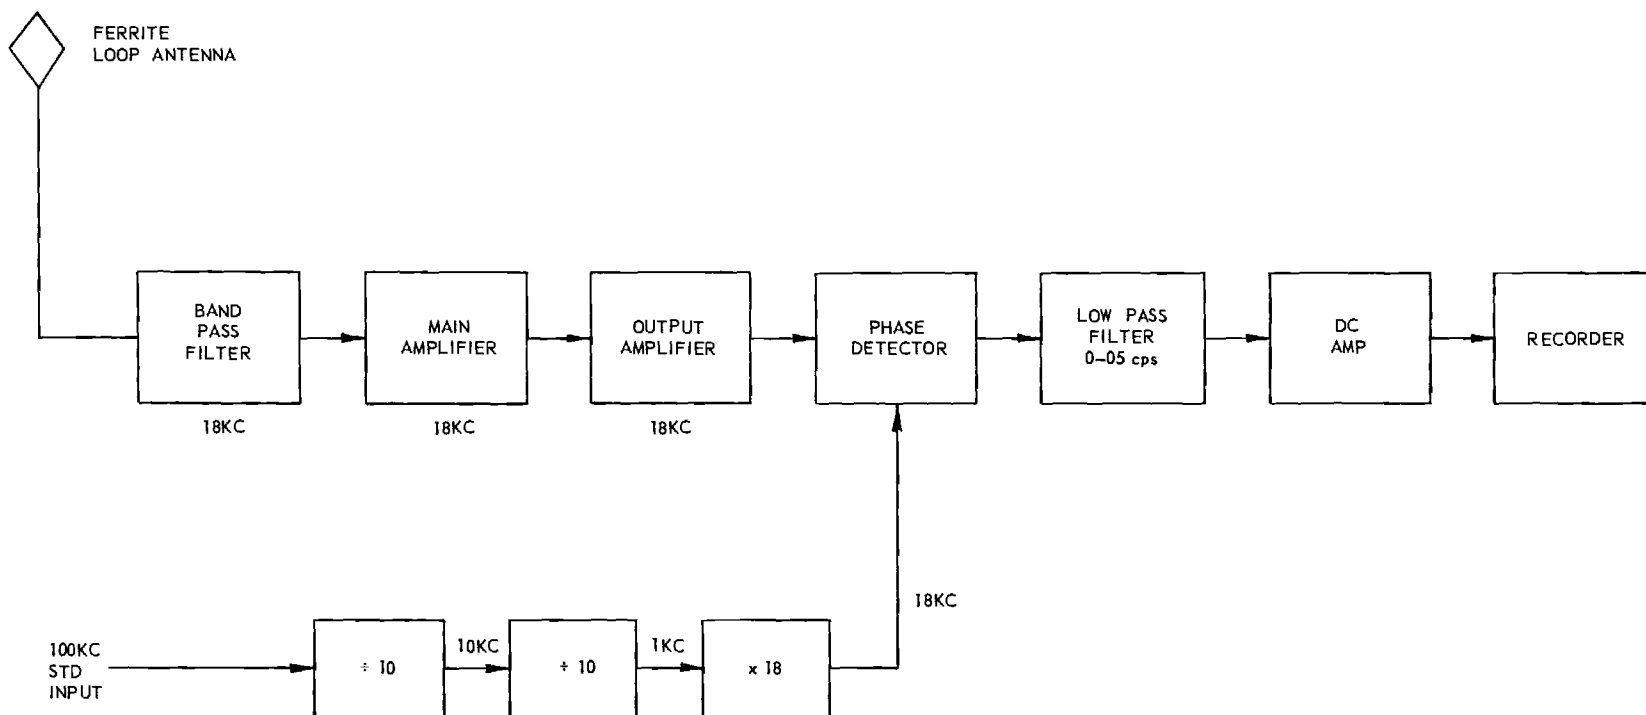 FERRITE
LOOP ANTENNA
BAND
PASS
FILTER
MAIN
AMPLIFIER
OUTPUT
AMPLIFIER
PHASE
DETECTOR
LOW PASS
FILTER
0-05 cps
DC
AMP
RECORDER
18KC
18KC
18KC
18KC
100KC
STD
INPUT
÷ 10
10KC
÷ 10
1KC
x 18